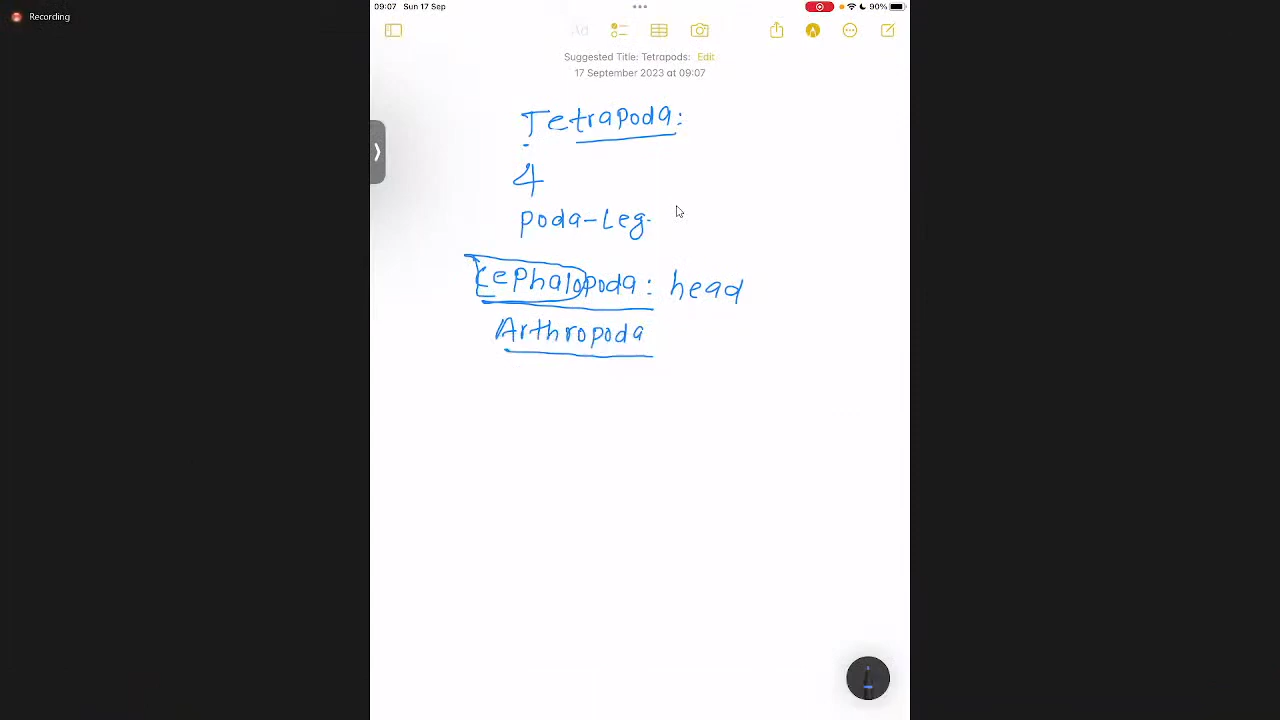 Recording
09:07 Sun 17 Sep
90%
Suggested Title: Tetrapods: Edit
17 September 2023 at 09:07
Tetrapoda:
4
Poda-Leg.
Cephalopoda: head
Arthropoda